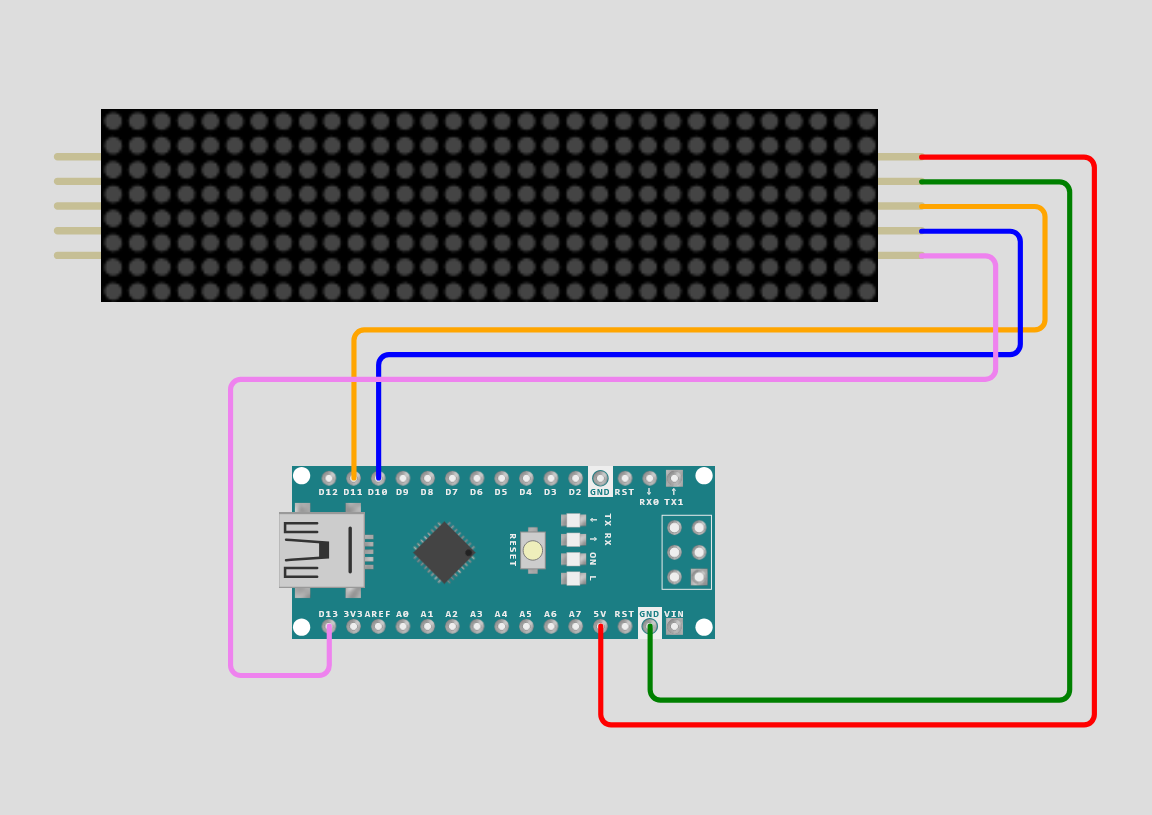 D12 D11 D10 D9 D8 D7 D6 D5 D4 D3 D2 GND RST ↓ ↑
RX0 TX1
RESET
TX RX
↓ ↑
ON
L
D13 3V3 AREF A0 A1 A2 A3 A4 A5 A6 A7 5V RST GND VIN